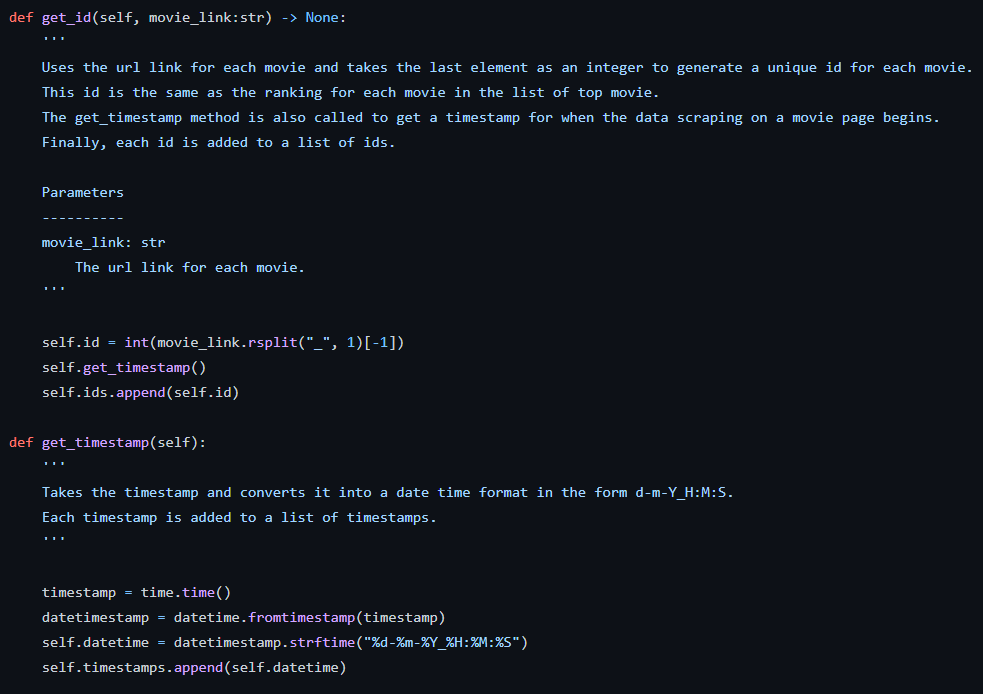 def get_id(self, movie_link:str) -> None:
    '''
    Uses the url link for each movie and takes the last element as an integer to generate a unique id for each movie.
    This id is the same as the ranking for each movie in the list of top movie.
    The get_timestamp method is also called to get a timestamp for when the data scraping on a movie page begins.
    Finally, each id is added to a list of ids.

    Parameters
    ----------
    movie_link: str
        The url link for each movie.
    '''

    self.id = int(movie_link.rsplit("_", 1)[-1])
    self.get_timestamp()
    self.ids.append(self.id)

def get_timestamp(self):
    '''
    Takes the timestamp and converts it into a date time format in the form d-m-Y_H:M:S.
    Each timestamp is added to a list of timestamps.
    '''

    timestamp = time.time()
    datetimestamp = datetime.fromtimestamp(timestamp)
    self.datetime = datetimestamp.strftime("%d-%m-%Y_%H:%M:%S")
    self.timestamps.append(self.datetime)